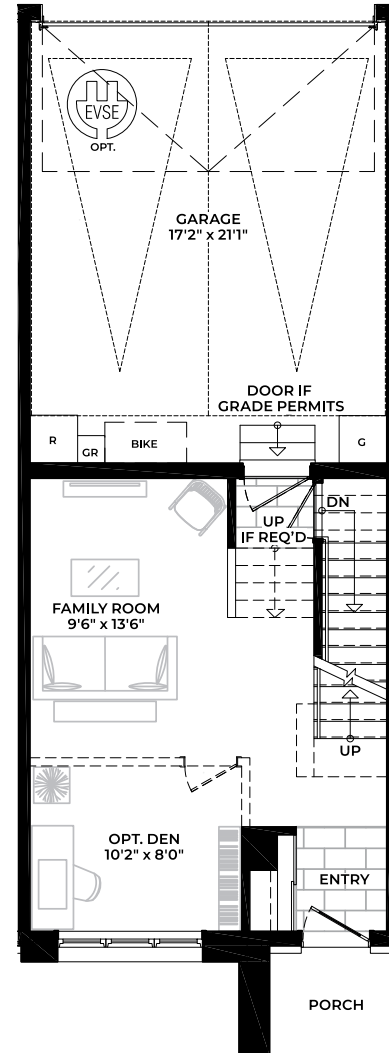 EVSE
OPT.
GARAGE
17'2" x 21'1"
DOOR IF
GRADE PERMITS
R
GR
BIKE
G
DN
UP
IF REQ'D
FAMILY ROOM
9'6" x 13'6"
UP
OPT. DEN
10'2" x 8'0"
ENTRY
PORCH